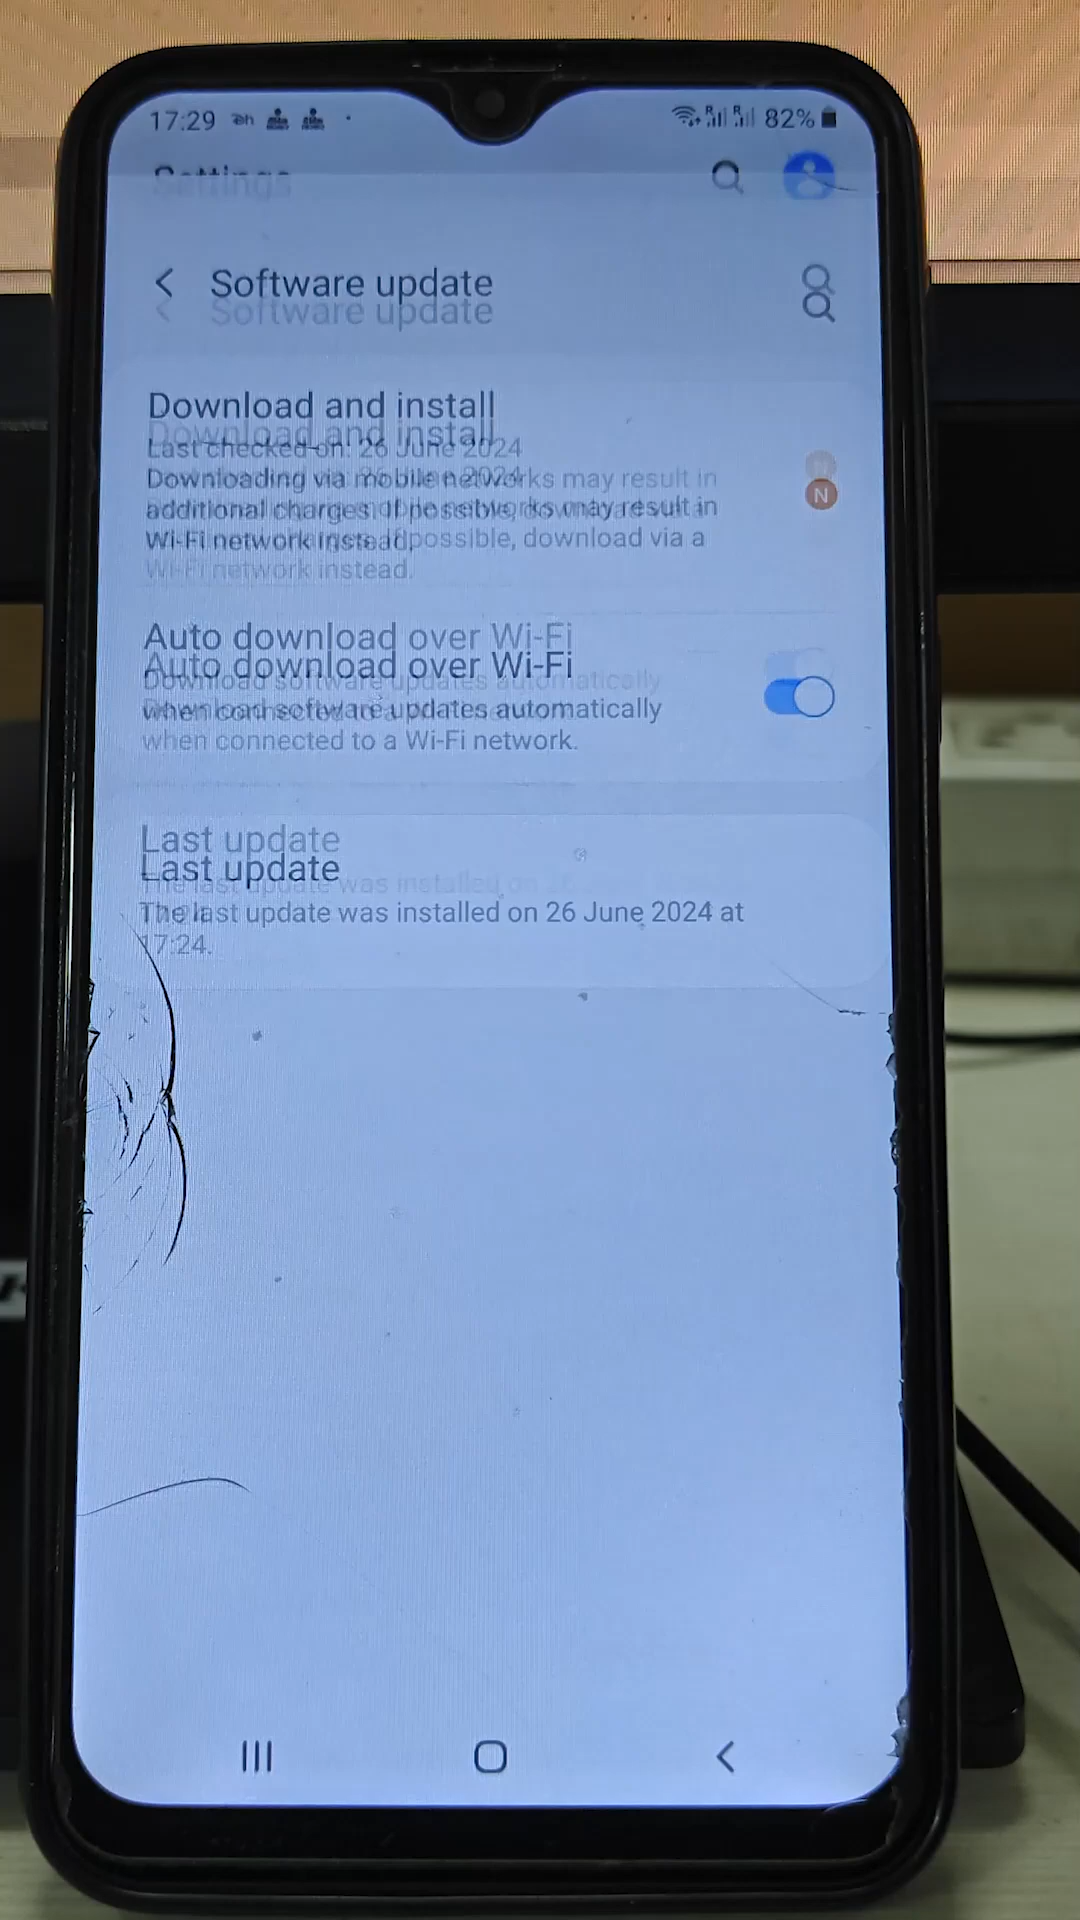 17:29
82%
Settings
Software update
Download and install
Last checked on: 26 June 2024
Downloading via mobile networks may result in
additional charges. If possible, download via a
Wi-Fi network instead.
N
Auto download over Wi-Fi
Download software updates automatically
when connected to a Wi-Fi network.
Last update
The last update was installed on 26 June 2024 at
17:24.